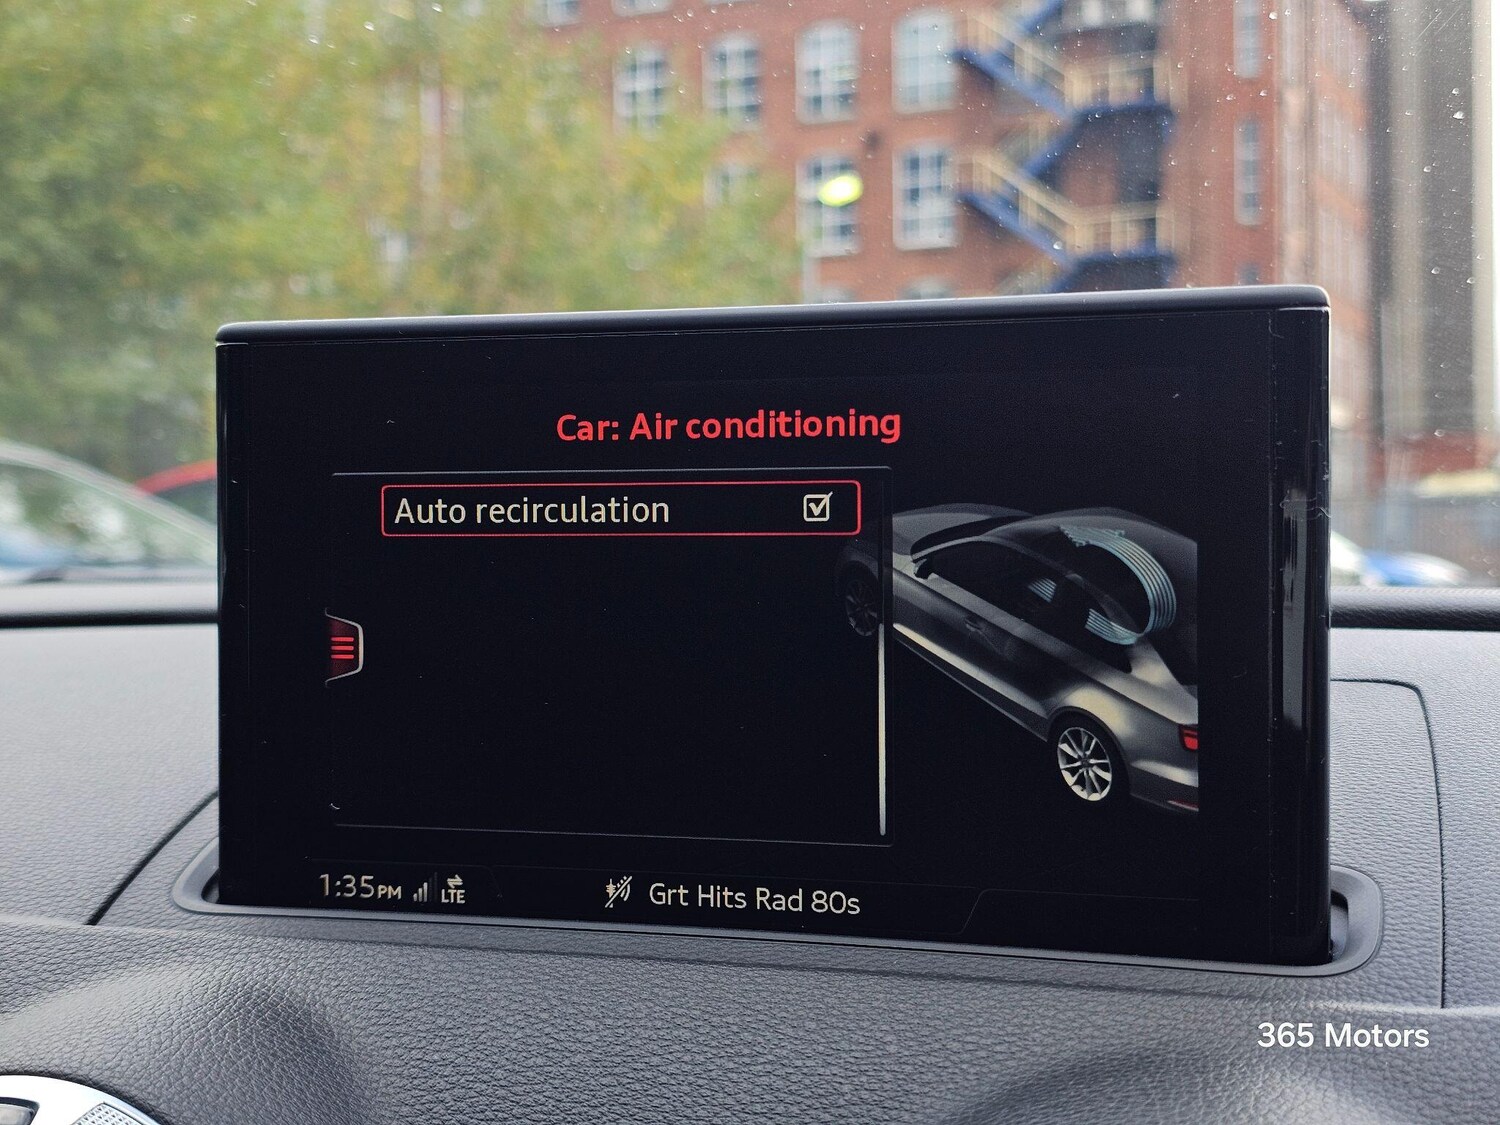 Car: Air conditioning
Auto recirculation
1:35PM LTE
Grt Hits Rad 80s
365 Motors